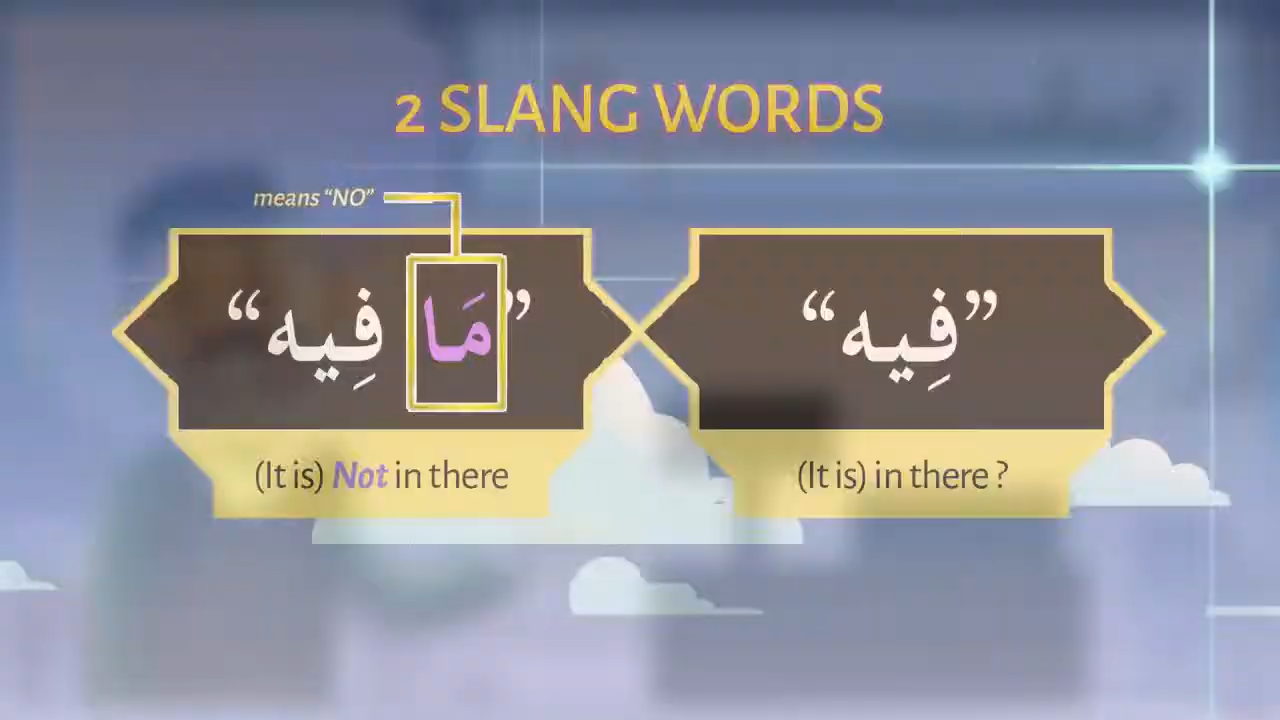 2 SLANG WORDS
means “NO”
”مَا فِيه“
(It is) Not in there
”فِيه“
(It is) in there ?